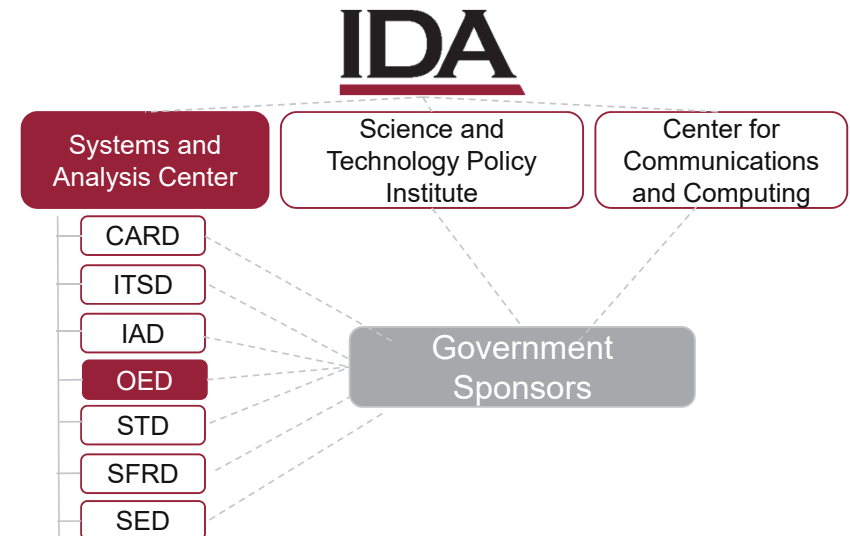 IDA
Systems and
Analysis Center
Science and
Technology Policy
Institute
Center for
Communications
and Computing
CARD
ITSD
IAD
OED
STD
SFRD
SED
Government
Sponsors